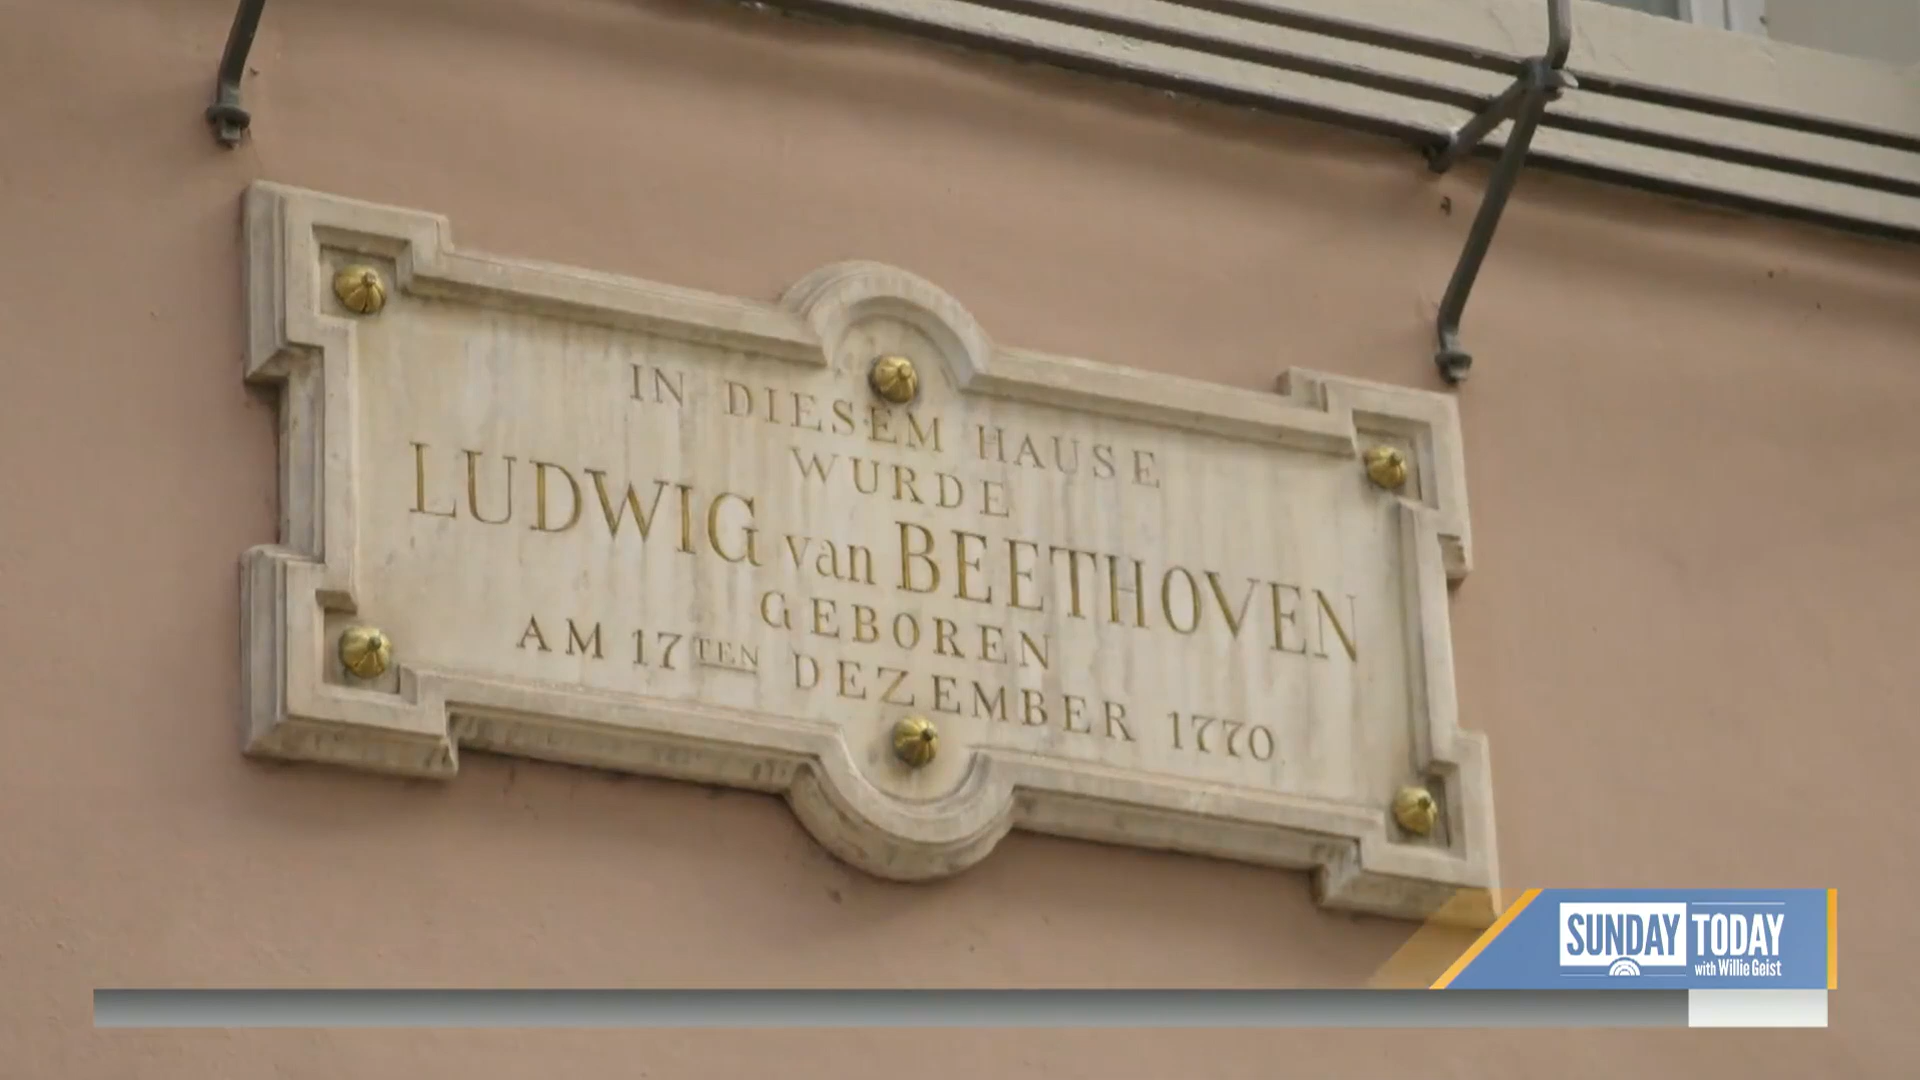 IN DIESEM HAUSE
WURDE
LUDWIG van BEETHOVEN
GEBOREN
AM 17TEN DEZEMBER 1770
SUNDAY TODAY
with Willie Geist